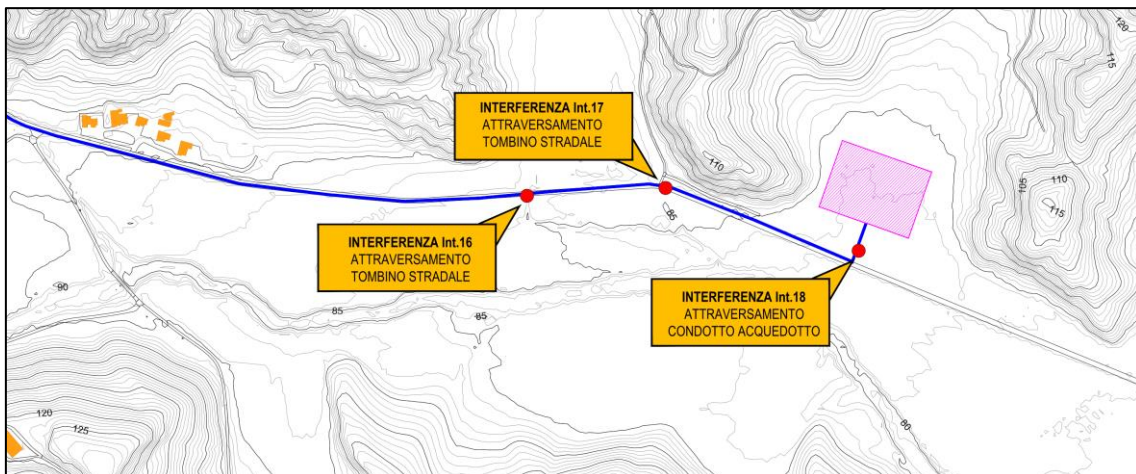 120
115
INTERFERENZA Int.17
ATTRAVERSAMENTO
TOMBINO STRADALE
110
105
110
115
85
INTERFERENZA Int.16
ATTRAVERSAMENTO
TOMBINO STRADALE
90
85
85
INTERFERENZA Int.18
ATTRAVERSAMENTO
CONDOTTO ACQUEDOTTO
80
120
125